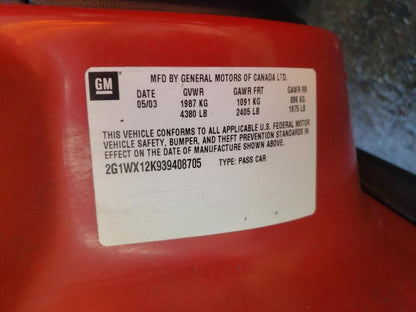 GM
MFD BY GENERAL MOTORS OF CANADA LTD.
DATE GVWR GAWR FRT GAWR RR
05/03 1987 KG 1091 KG 896 KG
4380 LB 2405 LB 1975 LB
THIS VEHICLE CONFORMS TO ALL APPLICABLE U.S. FEDERAL MOTOR
VEHICLE SAFETY, BUMPER, AND THEFT PREVENTION STANDARDS IN
EFFECT ON THE DATE OF MANUFACTURE SHOWN ABOVE.
2G1WX12K939408705 TYPE: PASS CAR